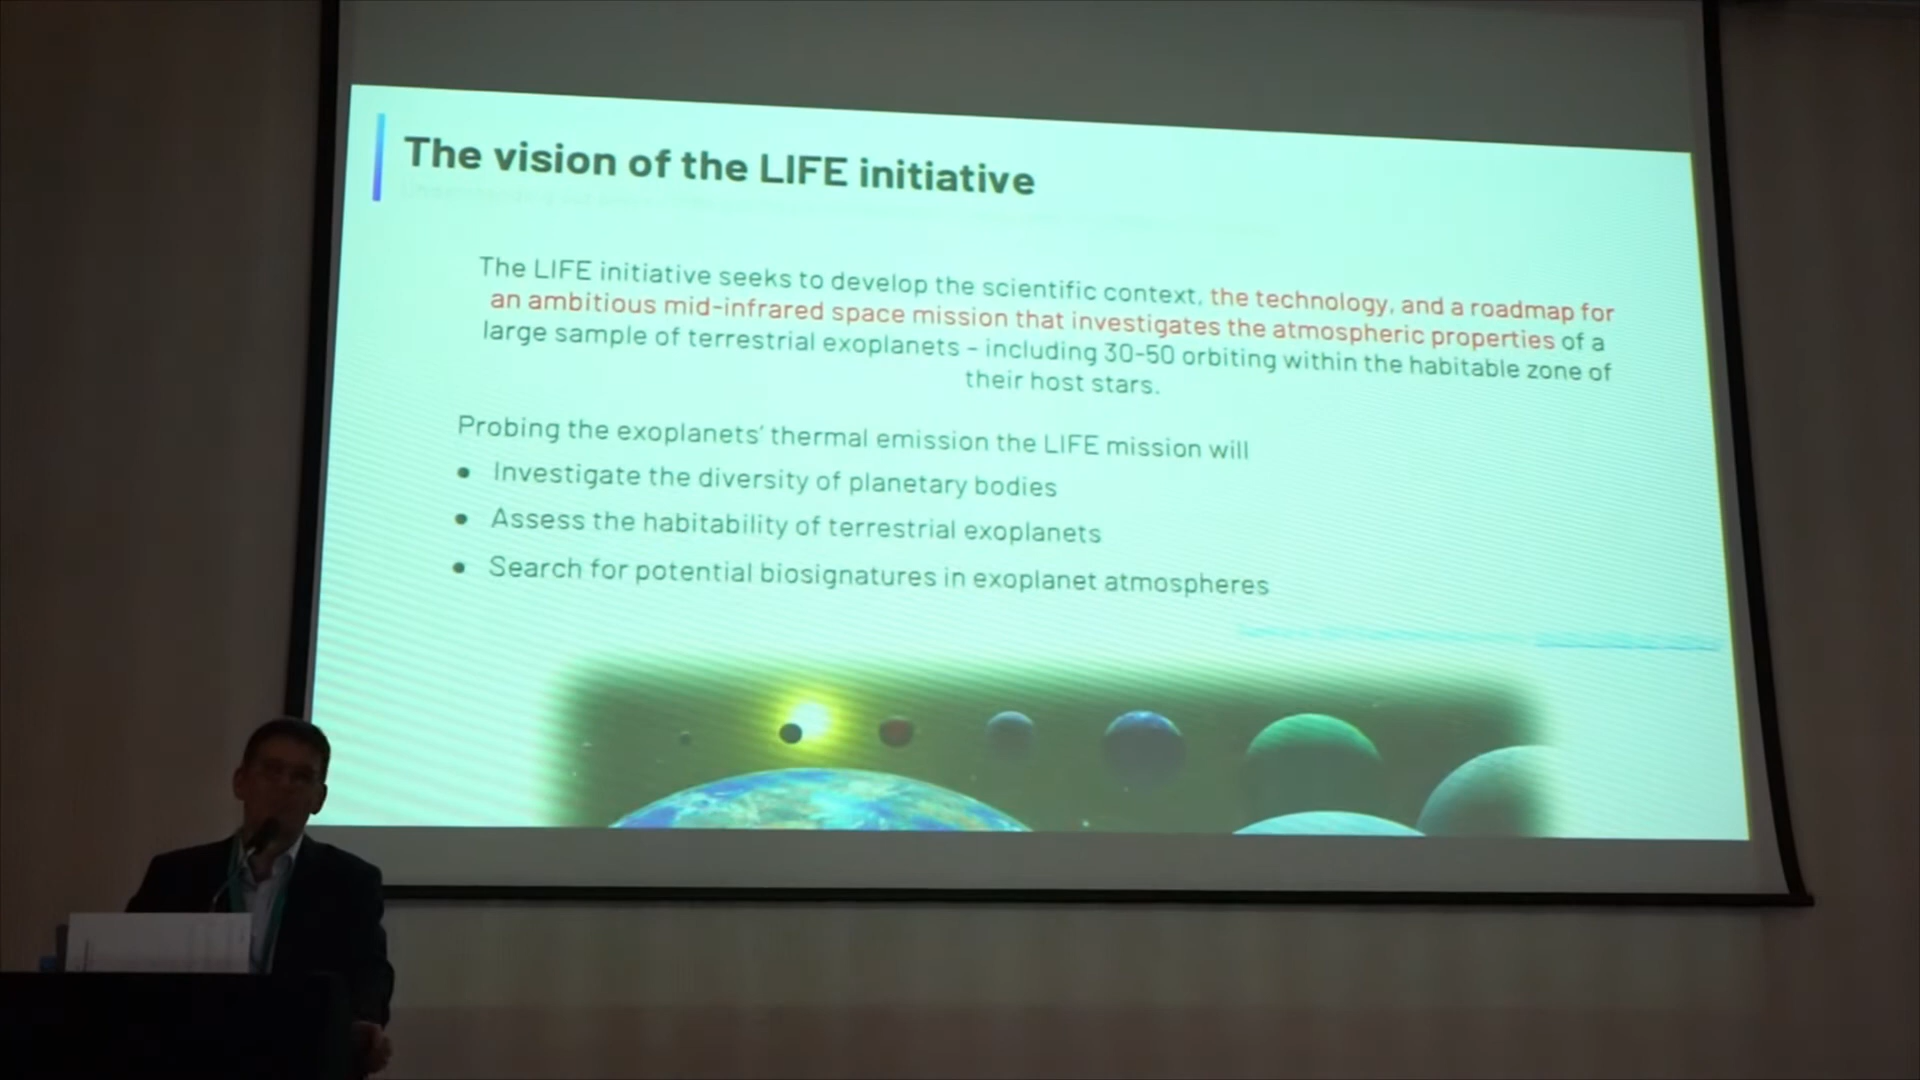 The vision of the LIFE initiative
The LIFE initiative seeks to develop the scientific context, the technology, and a roadmap for
an ambitious mid-infrared space mission that investigates the atmospheric properties of a
large sample of terrestrial exoplanets – including 30-50 orbiting within the habitable zone of
their host stars.
Probing the exoplanets’ thermal emission the LIFE mission will
● Investigate the diversity of planetary bodies
● Assess the habitability of terrestrial exoplanets
● Search for potential biosignatures in exoplanet atmospheres